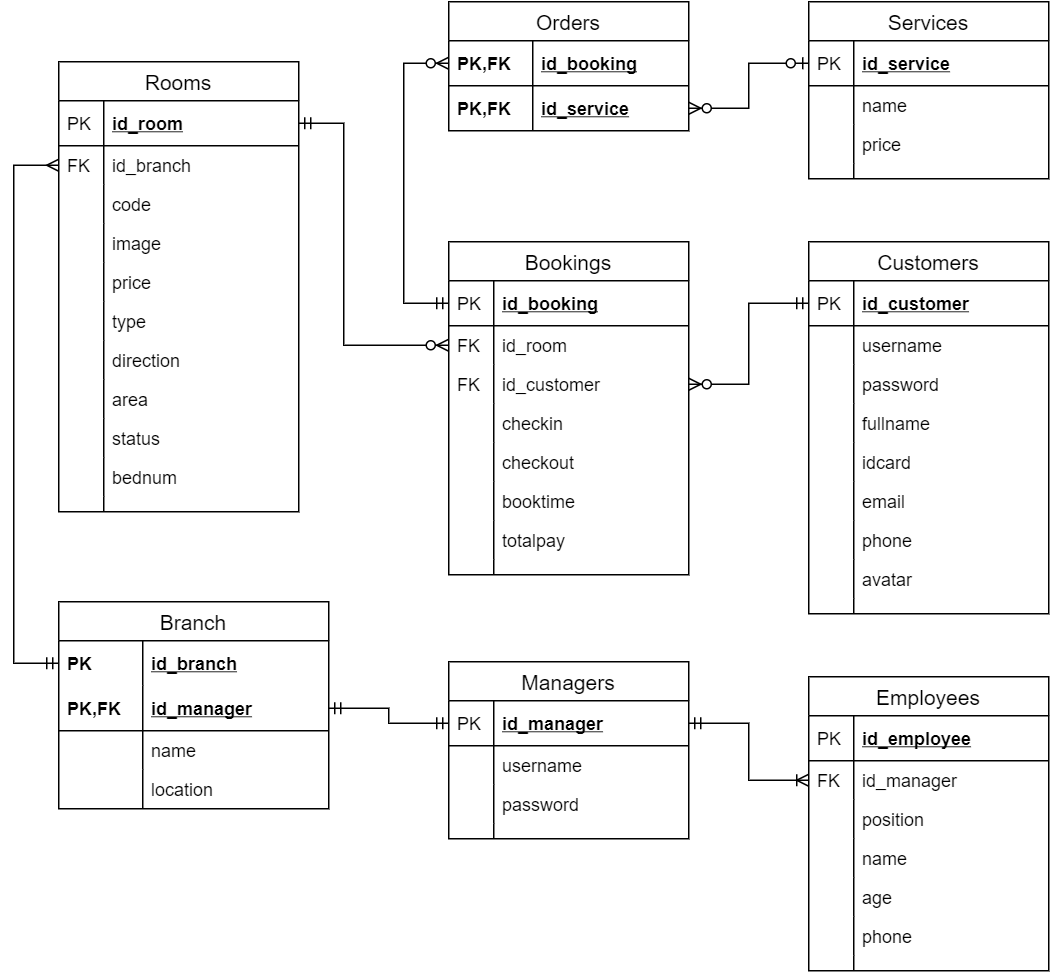 Orders
PK,FK id_booking
PK,FK id_service
Services
PK id_service
name
price
Rooms
PK id_room
FK id_branch
code
image
price
type
direction
area
status
bednum
Bookings
PK id_booking
FK id_room
FK id_customer
checkin
checkout
booktime
totalpay
Customers
PK id_customer
username
password
fullname
idcard
email
phone
avatar
Branch
PK id_branch
PK,FK id_manager
name
location
Managers
PK id_manager
username
password
Employees
PK id_employee
FK id_manager
position
name
age
phone